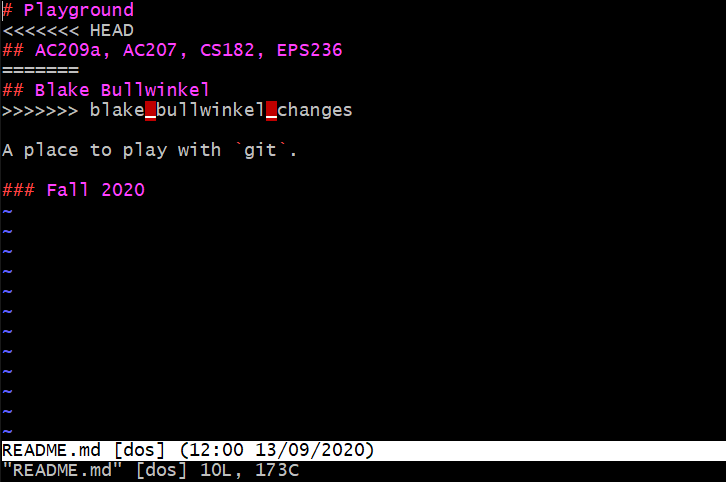 # Playground
<<<<<<< HEAD
## AC209a, AC207, CS182, EPS236
=======
## Blake Bullwinkel
>>>>>>> blake_bullwinkel_changes
A place to play with `git`.
### Fall 2020
~
~
~
~
~
~
~
~
~
~
~
~
README.md [dos] (12:00 13/09/2020)
"README.md" [dos] 10L, 173C